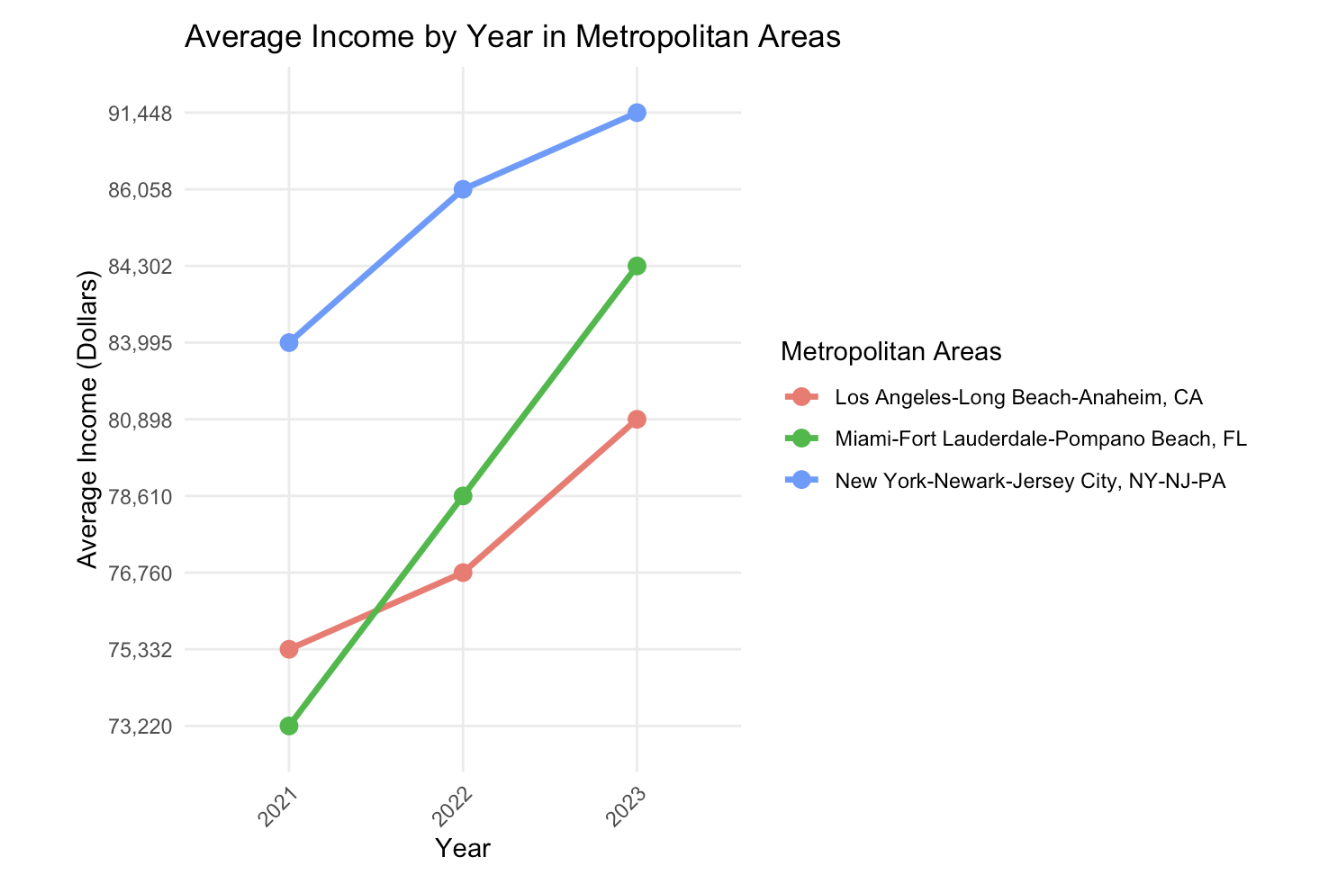 Average Income by Year in Metropolitan Areas
Average Income (Dollars)
91,448
86,058
84,302
83,995
80,898
78,610
76,760
75,332
73,220
2021
2022
2023
Year
Metropolitan Areas
Los Angeles-Long Beach-Anaheim, CA
Miami-Fort Lauderdale-Pompano Beach, FL
New York-Newark-Jersey City, NY-NJ-PA